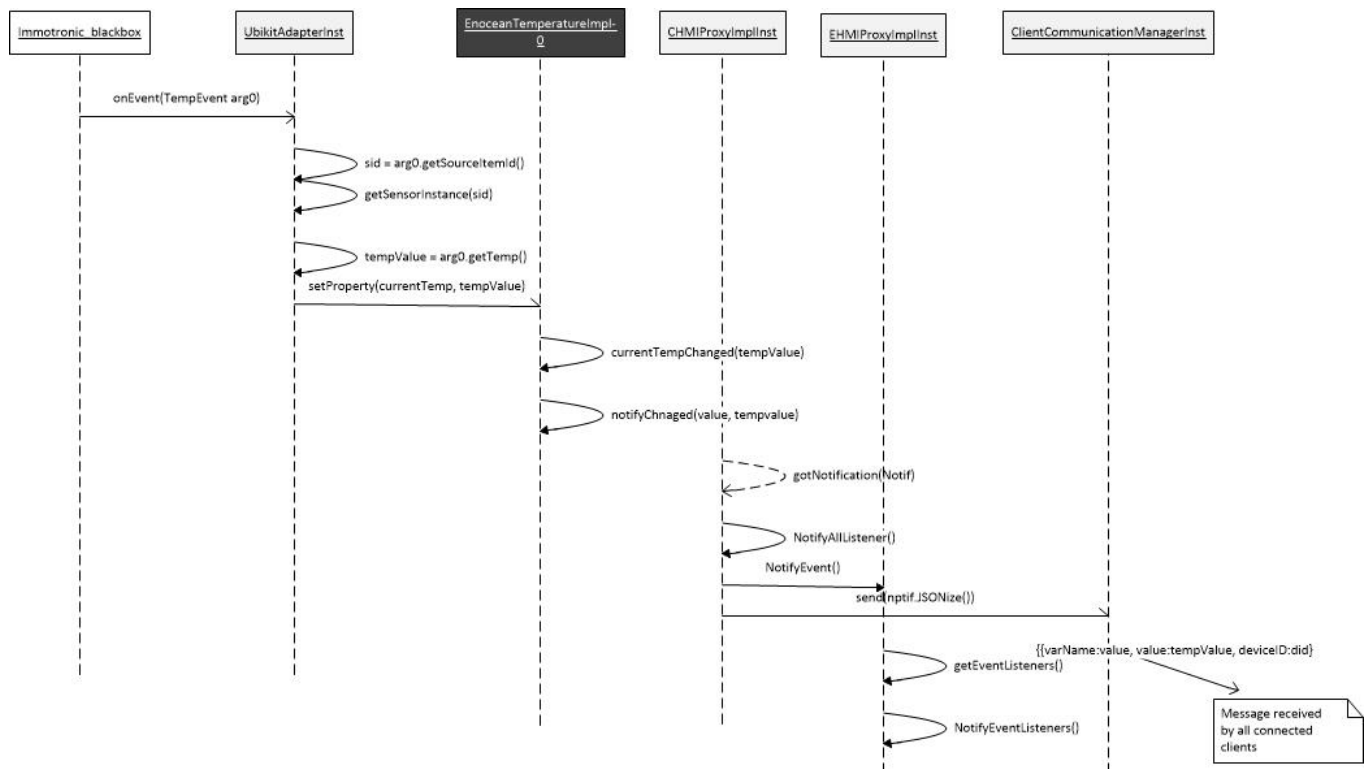 Immotronic_blackbox
UbikitAdapterInst
EnoceanTemperatureImpl-
0
CHMIProxyImplInst
EHMIProxyImplInst
ClientCommunicationManagerInst
onEvent(TempEvent arg0)
sid = arg0.getSourceItemId()
getSensorInstance(sid)
tempValue = arg0.getTemp()
setProperty(currentTemp, tempValue)
currentTempChanged(tempValue)
notifyChnaged(value, tempvalue)
gotNotification(Notif)
NotifyAllListener()
NotifyEvent()
send(nptif.JSONize())
{{varName:value, value:tempValue, deviceID:did}
getEventListeners()
Message received
by all connected
clients
NotifyEventListeners()